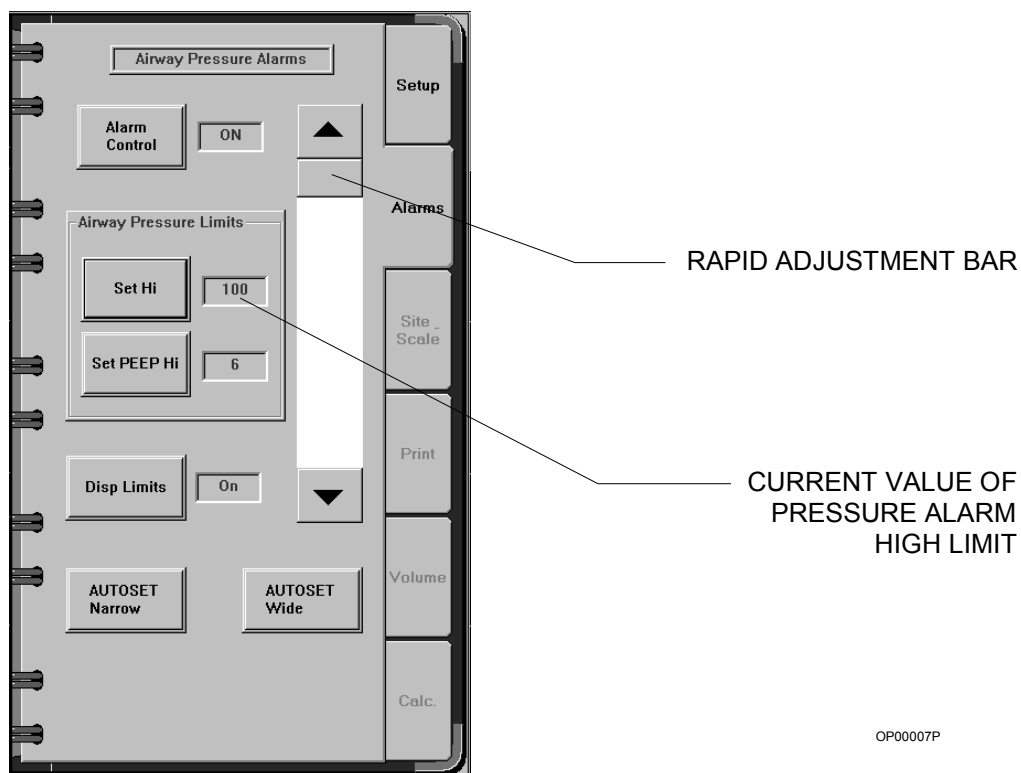 Airway Pressure Alarms
Alarm
Control
ON
Airway Pressure Limits
Set Hi
100
Set PEEP Hi
6
Disp Limits
On
AUTOSET
Narrow
AUTOSET
Wide
Setup
Alarms
Site _
Scale
Print
Volume
Calc.
RAPID ADJUSTMENT BAR
CURRENT VALUE OF
PRESSURE ALARM
HIGH LIMIT
OP00007P